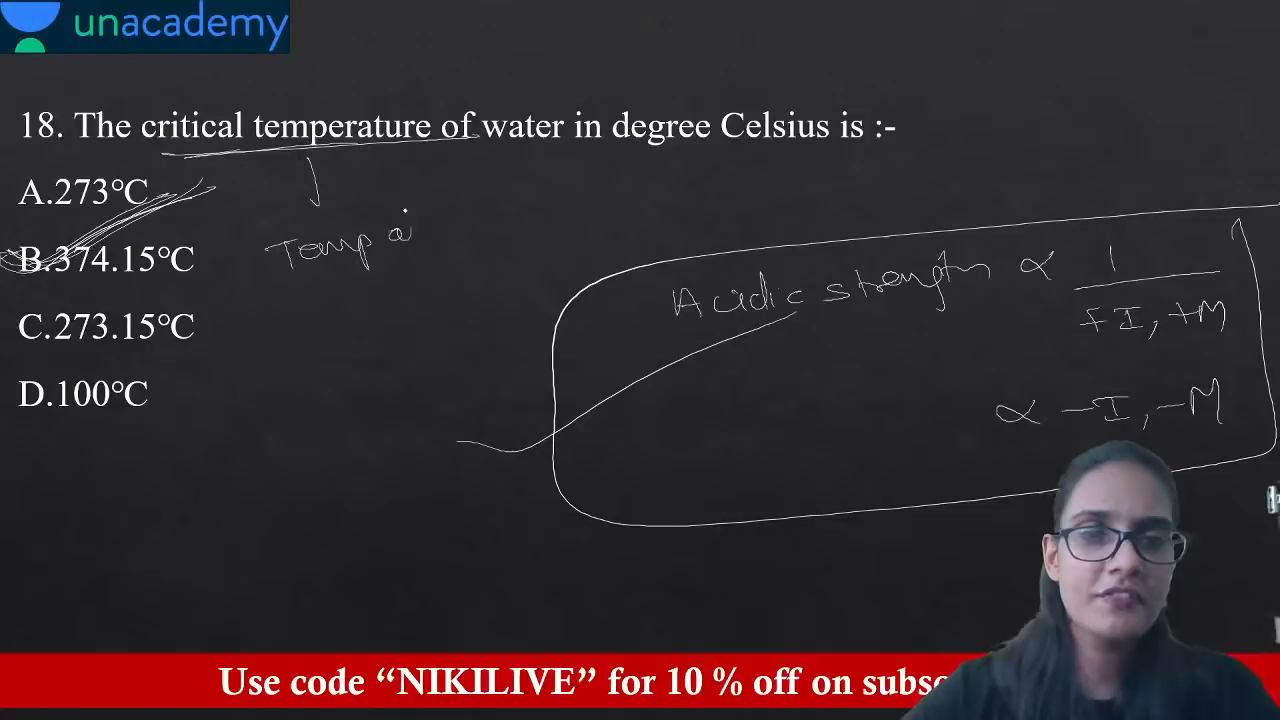 unacademy
18. The critical temperature of water in degree Celsius is :-
A.273°C
B.374.15°C
C.273.15°C
D.100°C
Temp a
Acidic strength ∝ 1
+I, +M
∝ -I, -M
Use code “NIKILIVE” for 10 % off on subsc